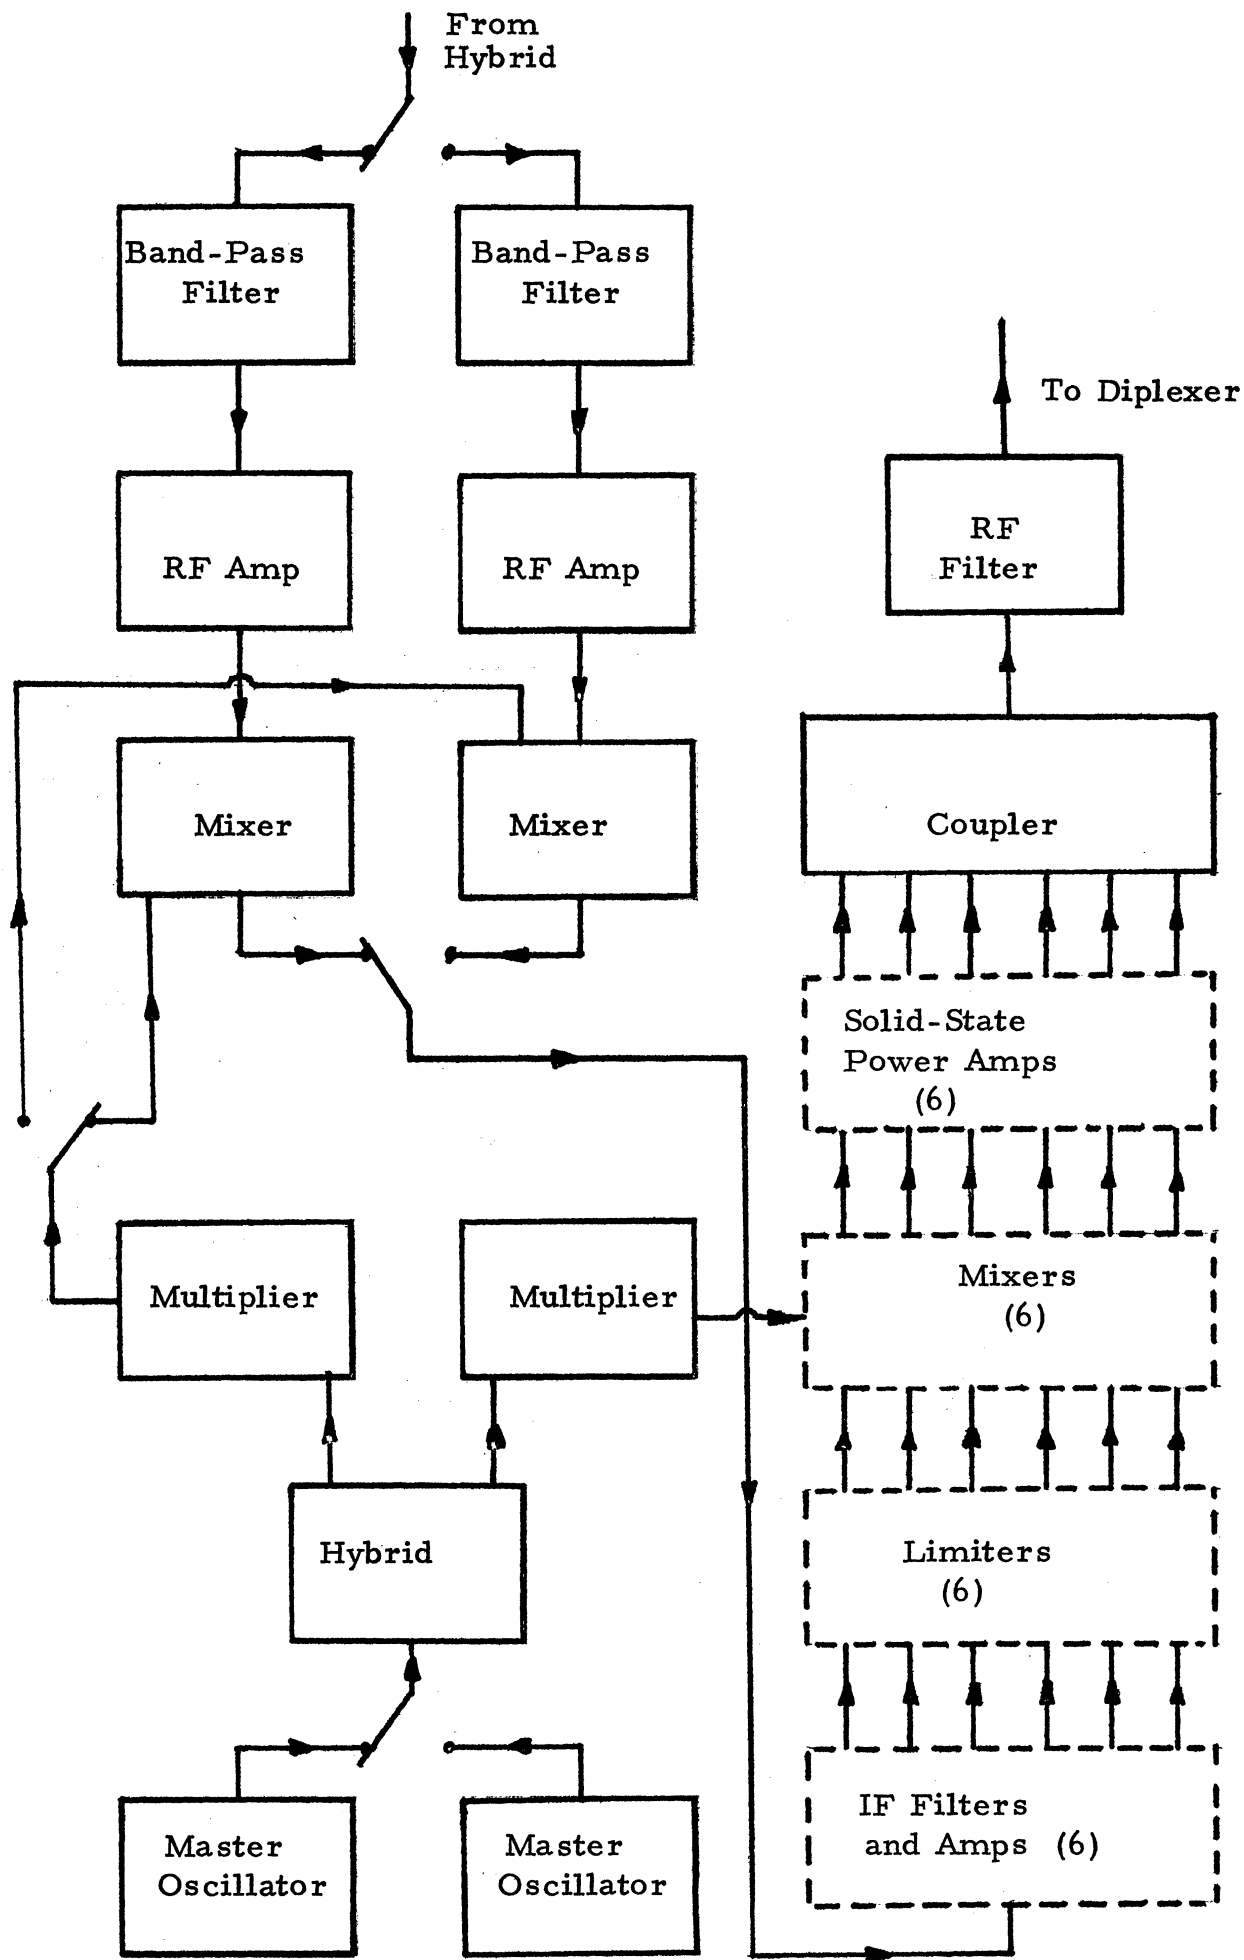 From
Hybrid
Band-Pass
Filter
Band-Pass
Filter
To Diplexer
RF
Filter
RF Amp
RF Amp
Mixer
Mixer
Coupler
Solid-State
Power Amps
(6)
Multiplier
Multiplier
Mixers
(6)
Hybrid
Limiters
(6)
Master
Oscillator
Master
Oscillator
IF Filters
and Amps (6)